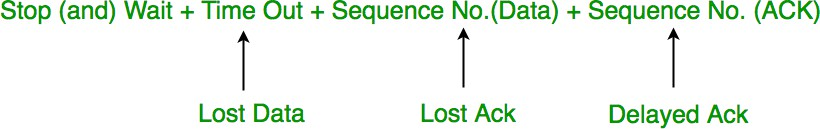 Stop (and) Wait + Time Out + Sequence No.(Data) + Sequence No. (ACK)
Lost Data Lost Ack Delayed Ack